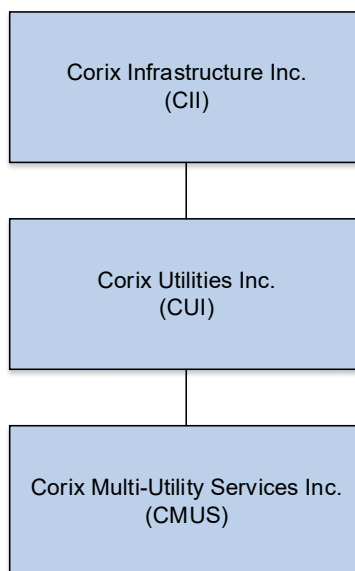 Corix Infrastructure Inc.
(CII)
Corix Utilities Inc.
(CUI)
Corix Multi-Utility Services Inc.
(CMUS)